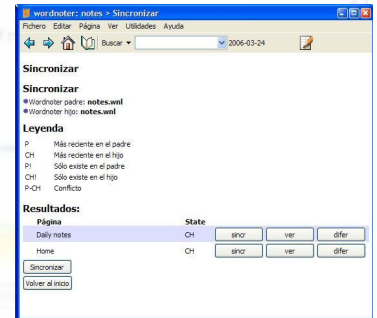 wordnoter: notes > Sincronizar
Fichero Editar Página Ver Utilidades Ayuda
Buscar 2006-03-24
Sincronizar
Sincronizar
Wordnoter padre: notes.wnl
Wordnoter hijo: notes.wnl
Leyenda
P Más reciente en el padre
CH Más reciente en el hijo
P! Sólo existe en el padre
CH! Sólo existe en el hijo
P-CH Conflicto
Resultados:
Página State
Daily notes CH sincr ver difer
Home CH sincr ver difer
Sincronizar
Volver al inicio